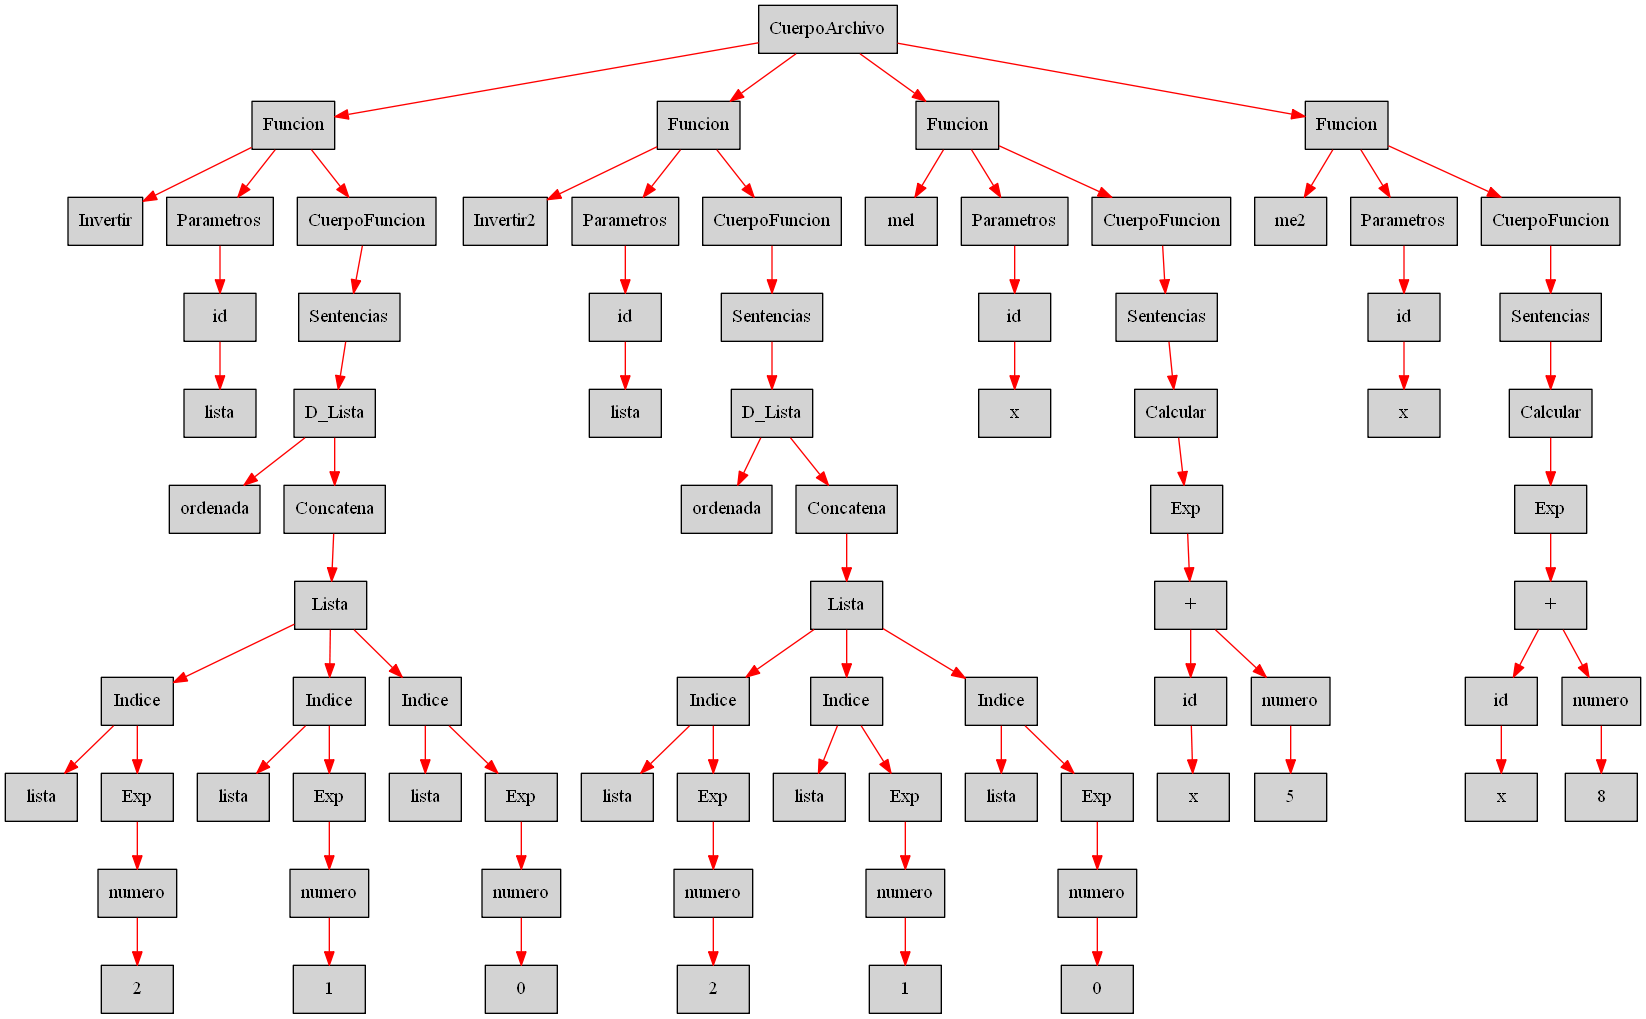 CuerpoArchivo
Funcion Funcion Funcion Funcion
Invertir Parametros CuerpoFuncion Invertir2 Parametros CuerpoFuncion mel Parametros CuerpoFuncion me2 Parametros CuerpoFuncion
id Sentencias id Sentencias id Sentencias id Sentencias
lista D_Lista lista D_Lista x Calcular x Calcular
ordenada Concatena ordenada Concatena Exp Exp
Lista Lista + +
Indice Indice Indice Indice Indice Indice id numero id numero
lista Exp lista Exp lista Exp lista Exp lista Exp lista Exp x 5 x 8
numero numero numero numero numero numero
2 1 0 2 1 0